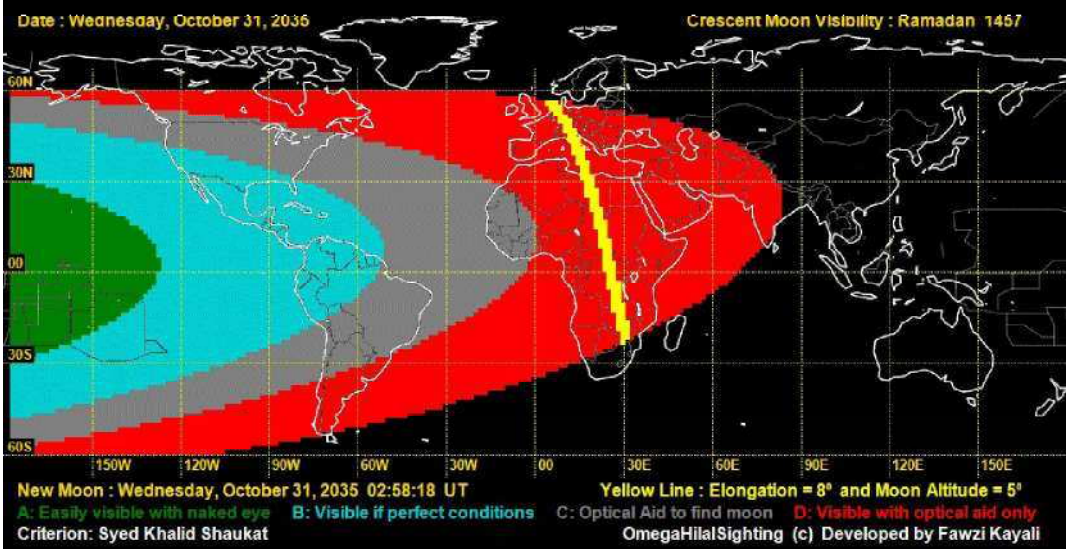 Date : Wednesday, October 31, 2035
Crescent Moon Visibility : Ramadan 1457
60N
30N
00
30S
60S
150W 120W 90W 60W 30W 00 30E 60E 90E 120E 150E
New Moon : Wednesday, October 31, 2035 02:58:18 UT
Yellow Line : Elongation = 8º and Moon Altitude = 5º
A: Easily visible with naked eye B: Visible if perfect conditions C: Optical Aid to find moon D: Visible with optical aid only
Criterion: Syed Khalid Shaukat
OmegaHilalSighting (c) Developed by Fawzi Kayali